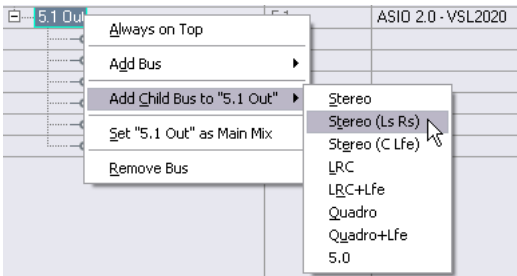 5.1 Out
ASIO 2.0 - VSL2020
Always on Top
Add Bus
Add Child Bus to "5.1 Out"
Stereo
Stereo (Ls Rs)
Set "5.1 Out" as Main Mix
Stereo (C Lfe)
LRC
Remove Bus
LRC+Lfe
Quadro
Quadro+Lfe
5.0